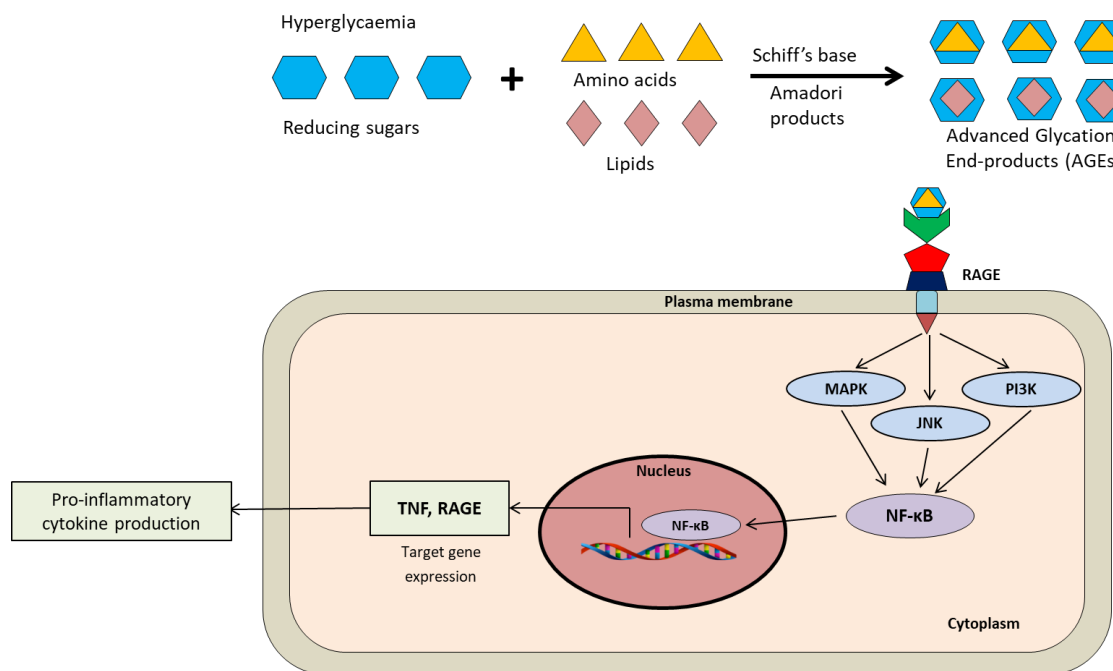 Hyperglycaemia
Reducing sugars
Amino acids
Lipids
Schiff's base
Amadori
products
Advanced Glycation
End-products (AGEs
RAGE
Plasma membrane
MAPK
PI3K
JNK
NF-κB
Nucleus
NF-κB
TNF, RAGE
Target gene
expression
Pro-inflammatory
cytokine production
Cytoplasm